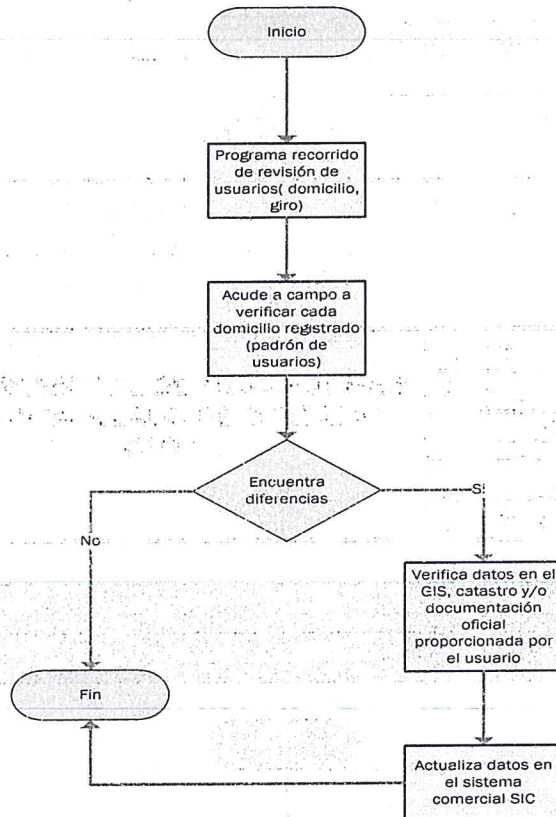 Inicio
Programa recorrido
de revisión de
usuarios( domicilio,
giro)
Acude a campo a
verificar cada
domicilio registrado
(padrón de
usuarios)
Encuentra
diferencias
No
Si
Verifica datos en el
GIS, catastro y/o
documentación
oficial
proporcionada por
el usuario
Fin
Actualiza datos en
el sistema
comercial SIC